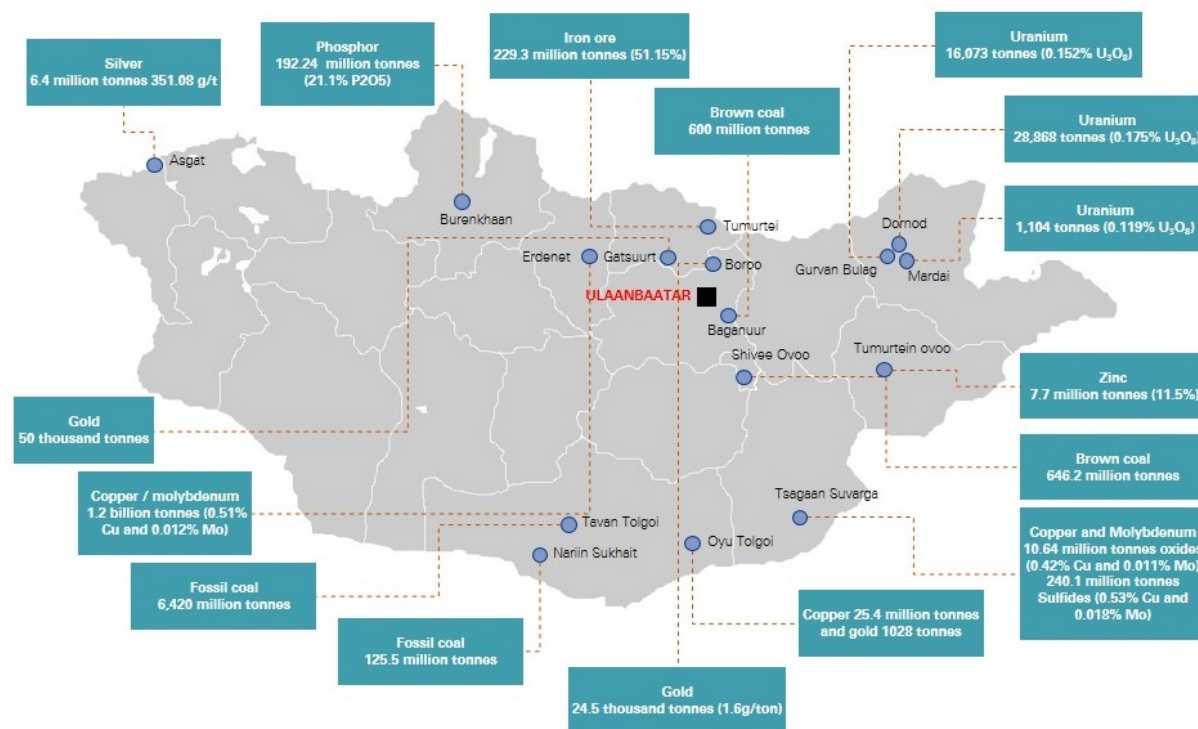 Silver
6.4 million tonnes 351.08 g/t
Phosphor
192.24 million tonnes
(21.1% P2O5)
Iron ore
229.3 million tonnes (51.15%)
Uranium
16,073 tonnes (0.152% U₃O₈)
Brown coal
600 million tonnes
Uranium
28,868 tonnes (0.175% U₃O₈)
Uranium
1,104 tonnes (0.119% U₃O₈)
Asgat
Burenkhaan
Tumurtei
Dornod
Erdenet
Gatsuurt
Boroo
Gurvan Bulag
Mardai
ULAANBAATAR
Baganuur
Shivee Ovoo
Tumurtein ovoo
Zinc
7.7 million tonnes (11.5%)
Gold
50 thousand tonnes
Brown coal
646.2 million tonnes
Copper / molybdenum
1.2 billion tonnes (0.51%
Cu and 0.012% Mo)
Tsagaan Suvarga
Tavan Tolgoi
Oyu Tolgoi
Nariin Sukhait
Copper and Molybdenum
10.64 million tonnes oxides
(0.42% Cu and 0.011% Mo)
240.1 million tonnes
Sulfides (0.53% Cu and
0.018% Mo)
Fossil coal
6,420 million tonnes
Copper 25.4 million tonnes
and gold 1028 tonnes
Fossil coal
125.5 million tonnes
Gold
24.5 thousand tonnes (1.6g/ton)